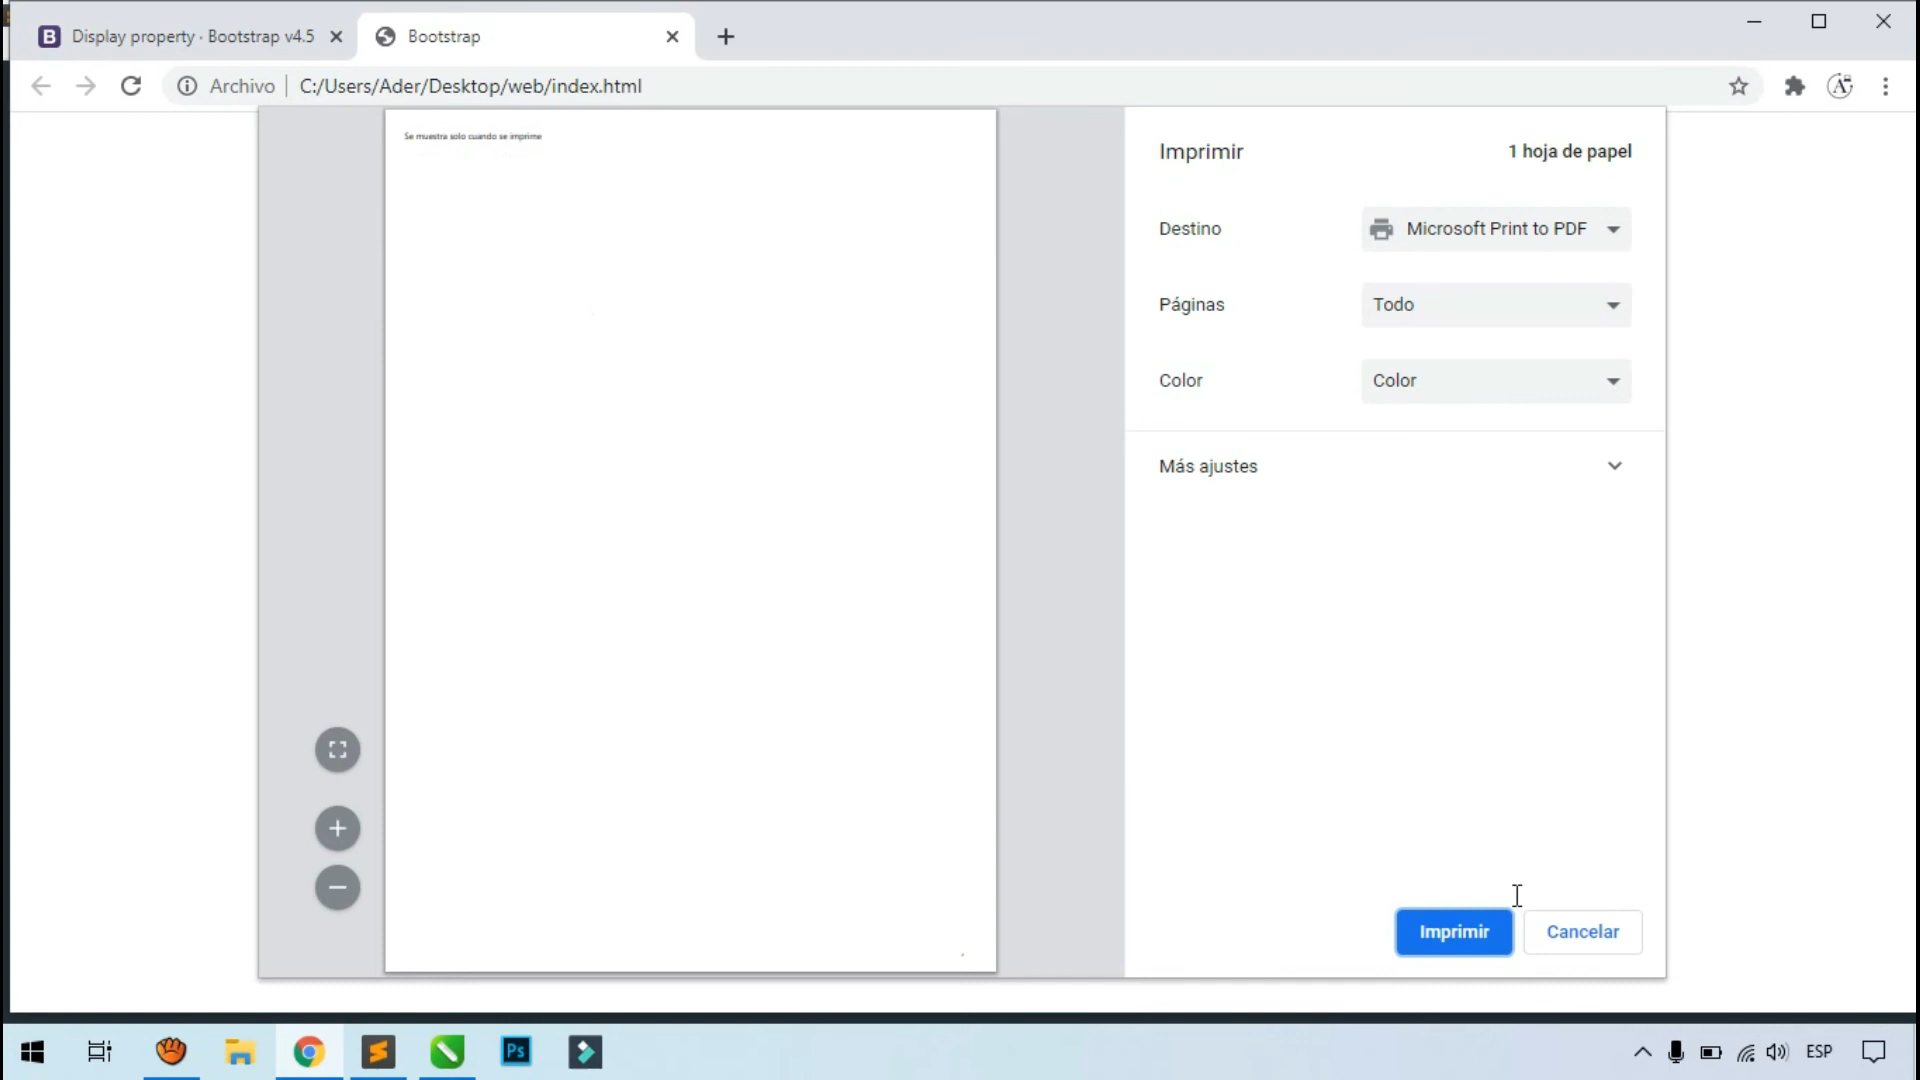 B Display property · Bootstrap v4.5
Bootstrap
Archivo | C:/Users/Ader/Desktop/web/index.html
Se muestra solo cuando se imprime
Imprimir
1 hoja de papel
Destino
Microsoft Print to PDF
Páginas
Todo
Color
Color
Más ajustes
Imprimir
Cancelar
Ps
ESP